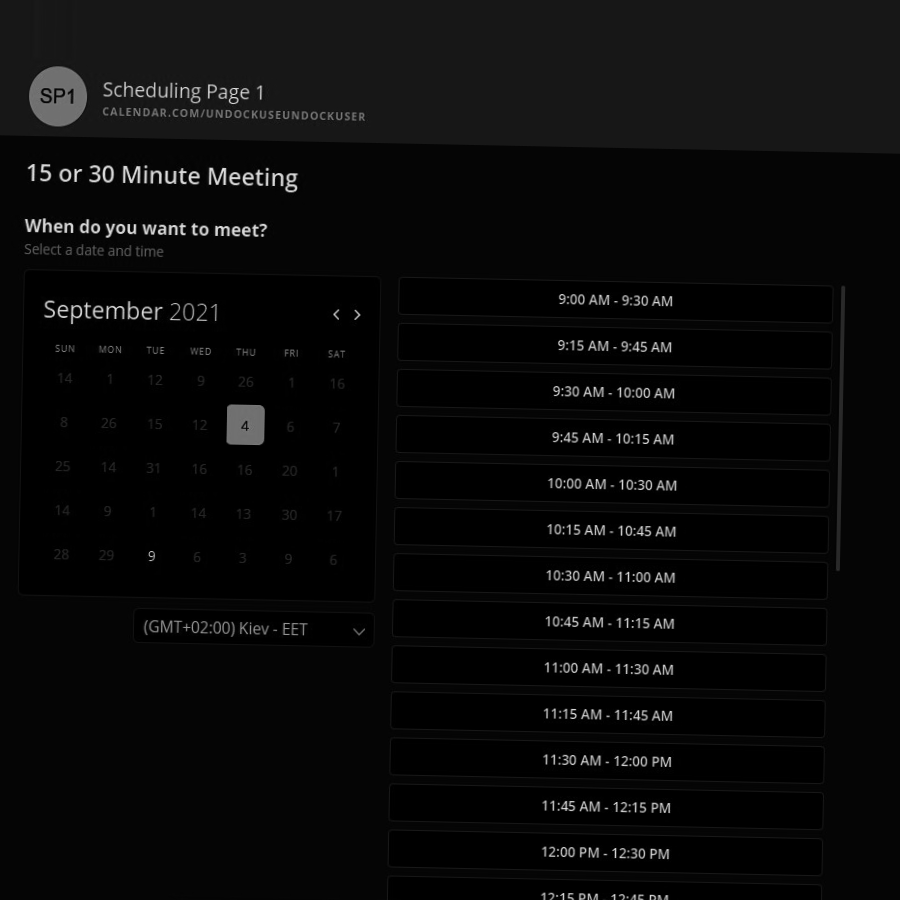 SP1
Scheduling Page 1
CALENDAR.COM/UNDOCKUSEUNDOCKUSER
15 or 30 Minute Meeting
When do you want to meet?
Select a date and time
September 2021
SUN MON TUE WED THU FRI SAT
14 1 12 9 26 1 16
8 26 15 12 4 6 7
25 14 31 16 16 20 1
14 9 1 14 13 30 17
28 29 9 6 3 9 6
(GMT+02:00) Kiev - EET
9:00 AM - 9:30 AM
9:15 AM - 9:45 AM
9:30 AM - 10:00 AM
9:45 AM - 10:15 AM
10:00 AM - 10:30 AM
10:15 AM - 10:45 AM
10:30 AM - 11:00 AM
10:45 AM - 11:15 AM
11:00 AM - 11:30 AM
11:15 AM - 11:45 AM
11:30 AM - 12:00 PM
11:45 AM - 12:15 PM
12:00 PM - 12:30 PM
12:15 PM - 12:45 PM